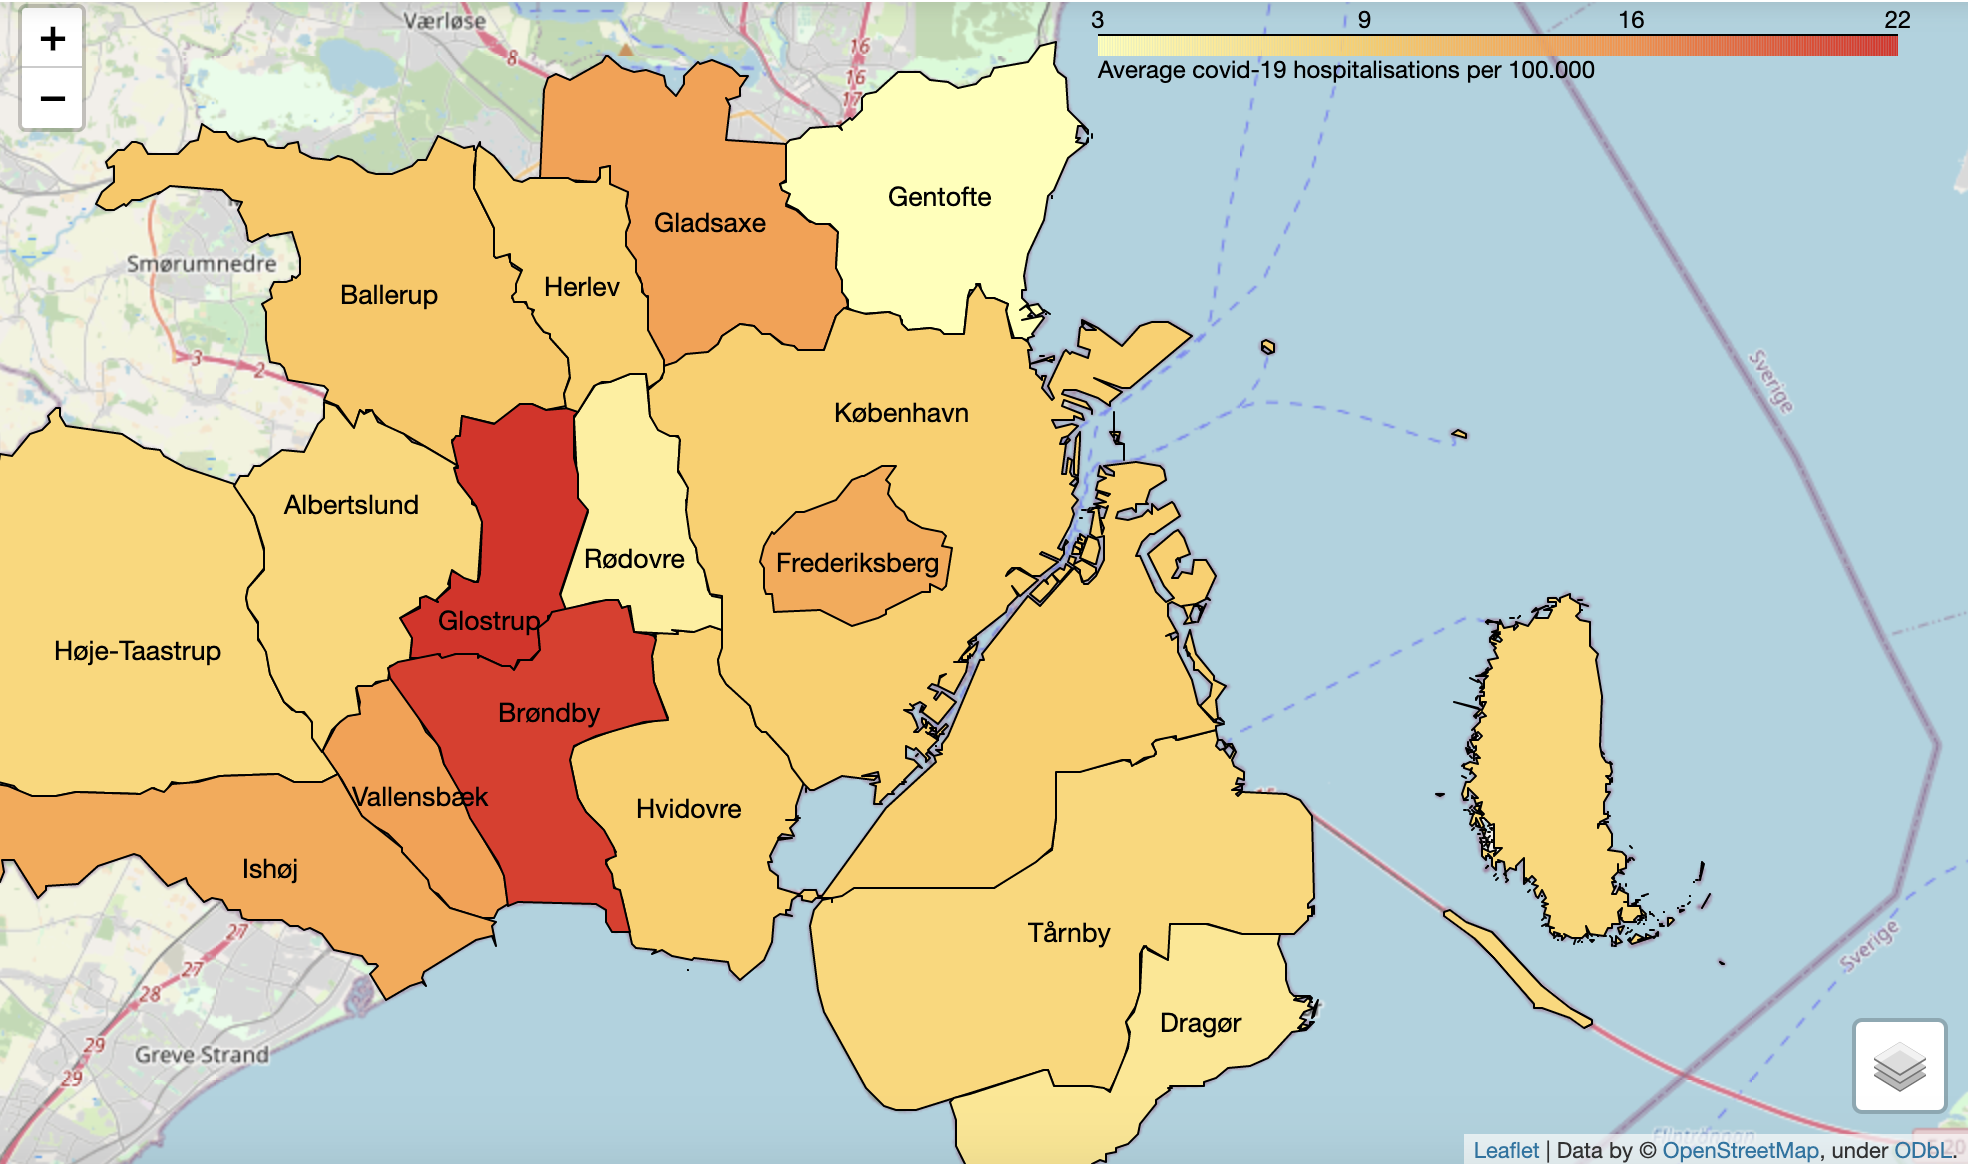 +
−
Værløse
8
16
16
17
3 9 16 22
Average covid-19 hospitalisations per 100.000
Gentofte
Gladsaxe
Smørumnedre
Ballerup
Herlev
3
2
Sverige
København
Albertslund
Rødovre
Frederiksberg
Glostrup
Høje-Taastrup
Brøndby
Vallensbæk
Hvidovre
Ishøj
Tårnby
27
27
28
Sverige
Dragør
29
Greve Strand
29
20
Leaflet | Data by © OpenStreetMap, under ODbL.